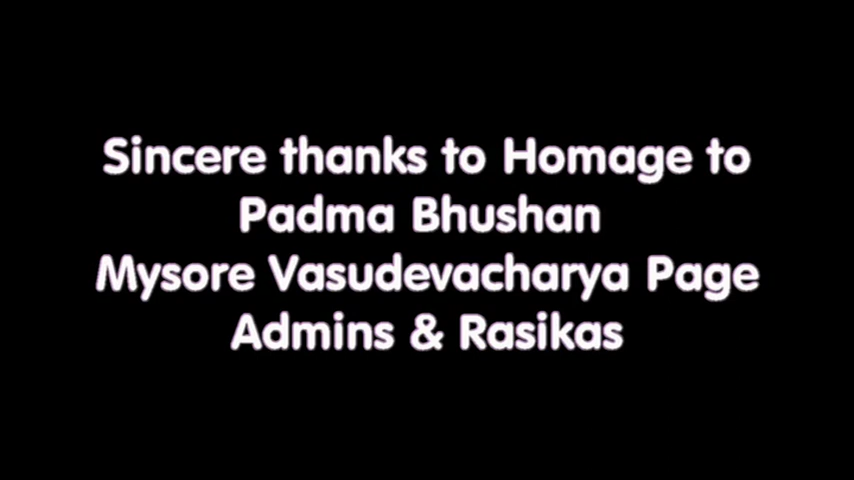 Sincere thanks to Homage to
Padma Bhushan
Mysore Vasudevacharya Page
Admins & Rasikas